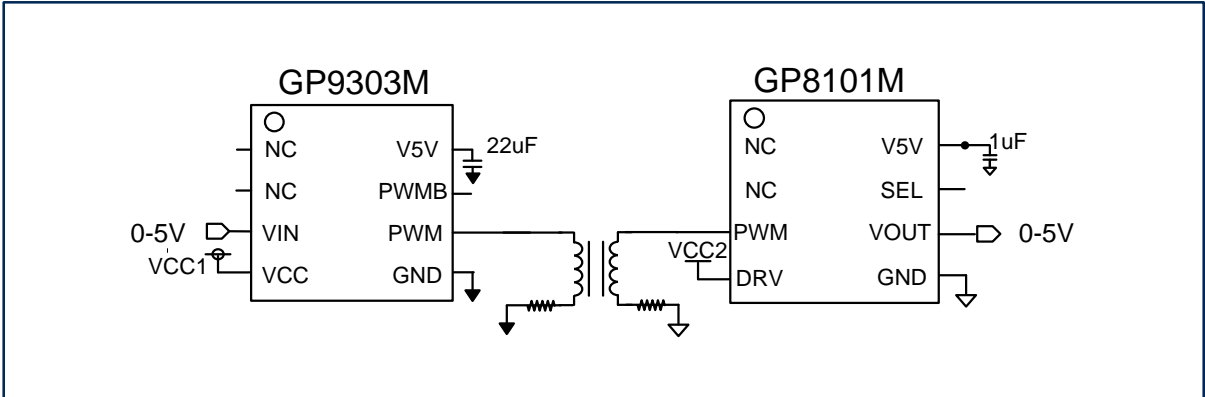 GP9303M
NC
V5V
22uF
NC
PWMB
0-5V
VIN
PWM
VCC1
VCC
GND
GP8101M
NC
V5V
1uF
NC
SEL
PWM
VOUT
0-5V
VCC2
DRV
GND